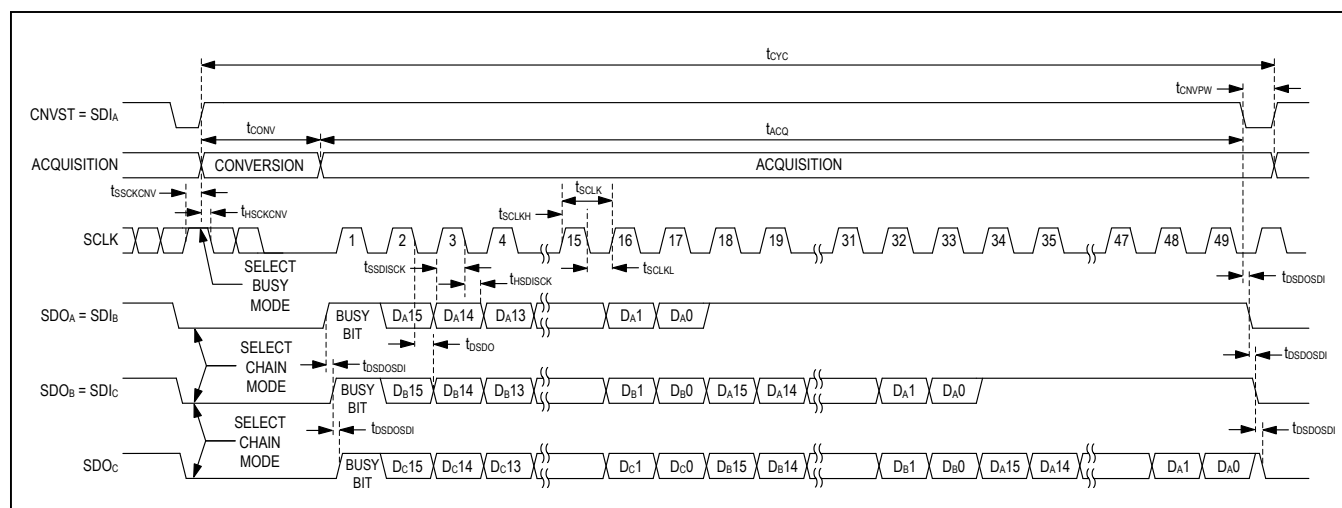 tCYC
tCNVPW
CNVST = SDIA
tCONV
tACQ
ACQUISITION
CONVERSION
ACQUISITION
tSSCKCNV
tHSCKCNV
tSCLK
tSCLKH
SCLK
1 2 3 4 15 16 17 18 19 31 32 33 34 35 47 48 49
tSCLKL
SELECT
BUSY
MODE
tSSDISCK
tHSDISCK
tDSDOSDI
SDOA = SDIB
BUSY
BIT
DA15 DA14 DA13 DA1 DA0
SELECT
CHAIN
MODE
tDSDO
tDSDOSDI
tDSDOSDI
SDOB = SDIC
BUSY
BIT
DB15 DB14 DB13 DB1 DB0 DA15 DA14 DA1 DA0
SELECT
CHAIN
MODE
tDSDOSDI
tDSDOSDI
SDOC
BUSY
BIT
DC15 DC14 DC13 DC1 DC0 DB15 DB14 DB1 DB0 DA15 DA14 DA1 DA0